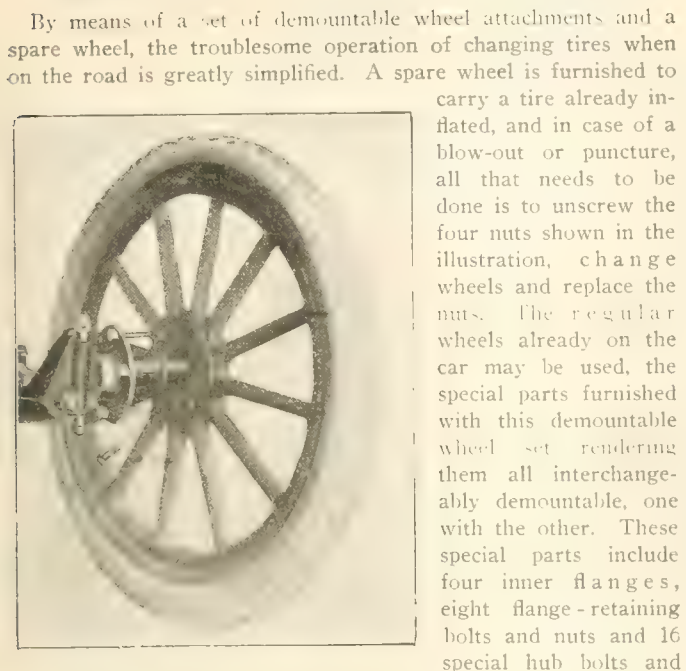 By means of a set of demountable wheel attachments and a
spare wheel, the troublesome operation of changing tires when
on the road is greatly simplified. A spare wheel is furnished to
carry a tire already in-
flated, and in case of a
blow-out or puncture,
all that needs to be
done is to unscrew the
four nuts shown in the
illustration, change
wheels and replace the
nuts. The regular
wheels already on the
car may be used, the
special parts furnished
with this demountable
wheel set rendering
them all interchange-
ably demountable, one
with the other. These
special parts include
four inner flanges,
eight flange-retaining
bolts and nuts and 16
special hub bolts and